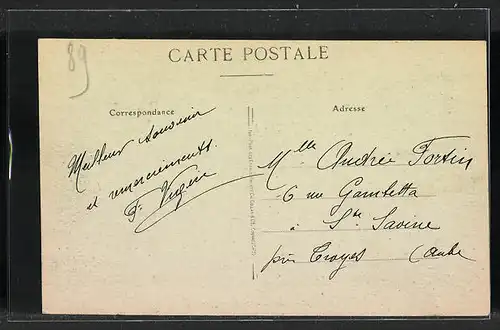 89
CARTE POSTALE
Correspondance
Adresse
Meilleur souvenir
et remerciements.
Mlle Andrée Fortin
6 rue Gambetta
à Ste Savine
près Troyes (Aube